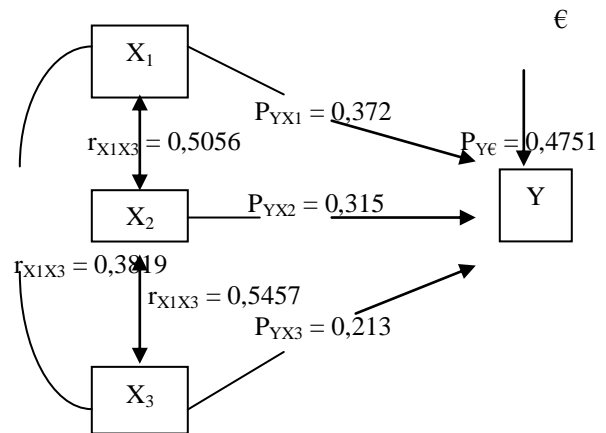 €
X1
PYX1 = 0,372
rX1X3 = 0,5056
PY€ = 0,4751
X2
PYX2 = 0,315
Y
rX1X3 = 0,3819
rX1X3 = 0,5457
PYX3 = 0,213
X3